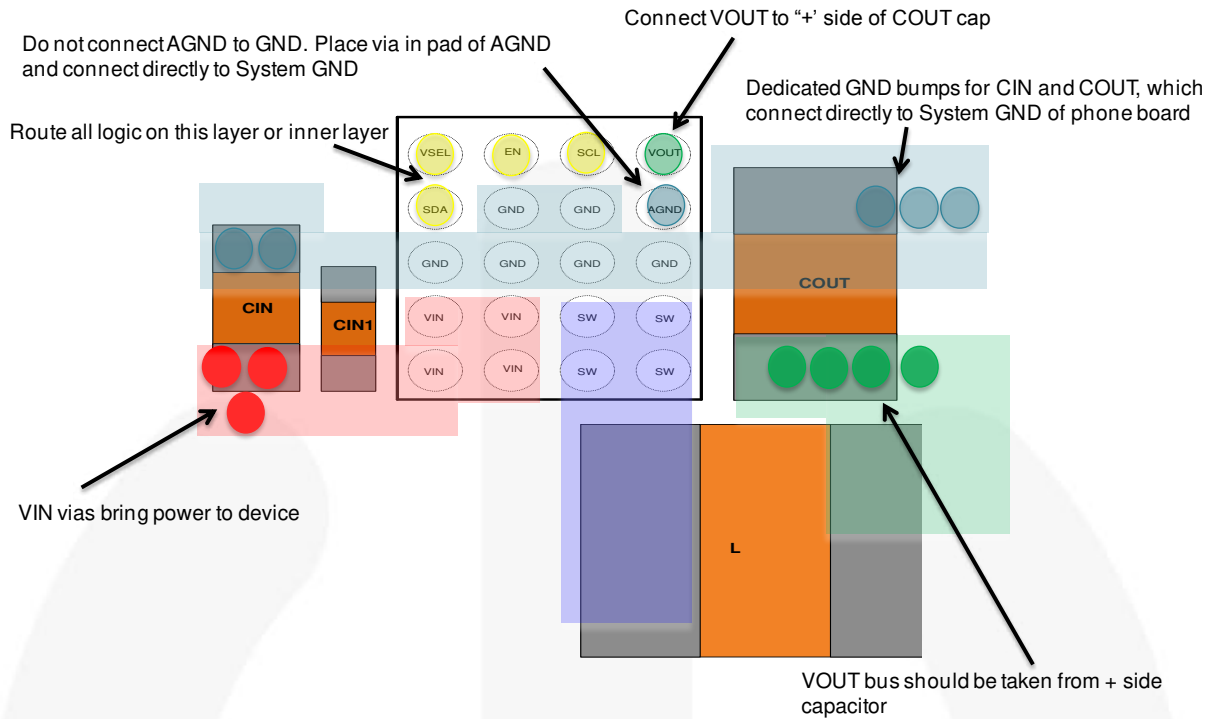 Connect VOUT to “+’ side of COUT cap
Do not connect AGND to GND. Place via in pad of AGND
and connect directly to System GND
Dedicated GND bumps for CIN and COUT, which
connect directly to System GND of phone board
Route all logic on this layer or inner layer
VSEL EN SCL VOUT
SDA GND GND AGND
GND GND GND GND
CIN
COUT
CIN1
VIN VIN SW SW
VIN VIN SW SW
VIN vias bring power to device
L
VOUT bus should be taken from + side
capacitor